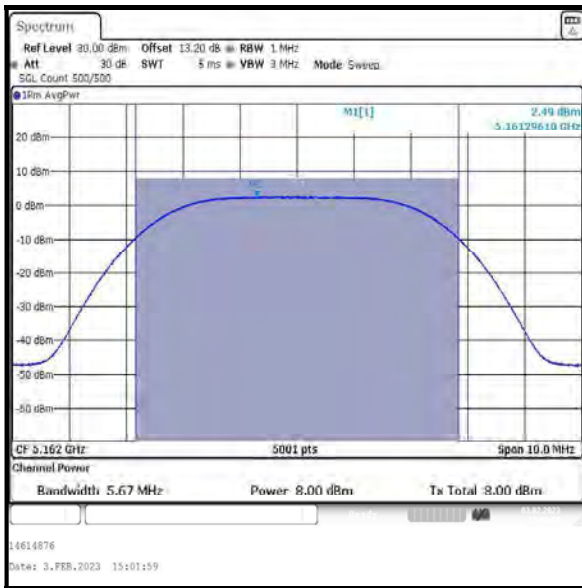 Spectrum
Ref Level 30.00 dBm Offset 13.20 dB RBW 1 MHz
Att 30 dB SWT 5 ms VBW 3 MHz Mode Sweep
SGL Count 500/500
1Rm AvgPwr
M1[1] 2.49 dBm
5.16129610 GHz
20 dBm
10 dBm
0 dBm
-10 dBm
-20 dBm
-30 dBm
-40 dBm
-50 dBm
-60 dBm
CF 5.162 GHz 5001 pts Span 10.0 MHz
Channel Power
Bandwidth 5.67 MHz Power 8.00 dBm Tx Total 8.00 dBm
14614876
Date: 3.FEB.2023 15:01:59